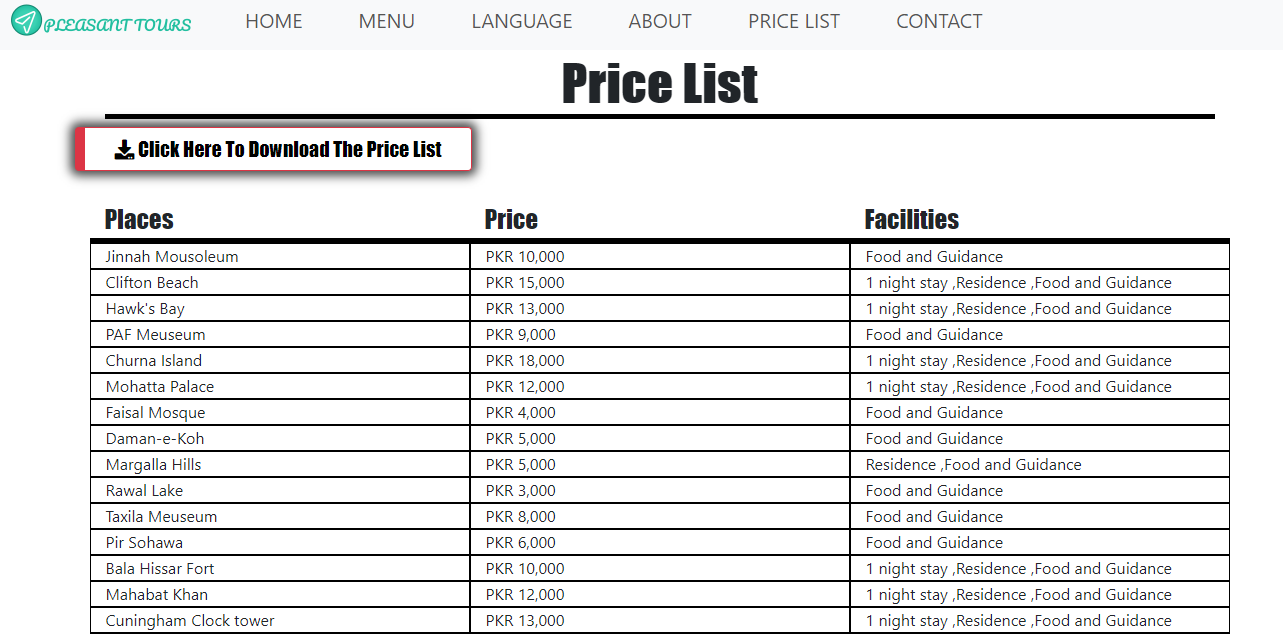 PLEASANT TOURS HOME MENU LANGUAGE ABOUT PRICE LIST CONTACT
Price List
Click Here To Download The Price List
Places Price Facilities
Jinnah Mousoleum PKR 10,000 Food and Guidance
Clifton Beach PKR 15,000 1 night stay ,Residence ,Food and Guidance
Hawk's Bay PKR 13,000 1 night stay ,Residence ,Food and Guidance
PAF Meuseum PKR 9,000 Food and Guidance
Churna Island PKR 18,000 1 night stay ,Residence ,Food and Guidance
Mohatta Palace PKR 12,000 1 night stay ,Residence ,Food and Guidance
Faisal Mosque PKR 4,000 Food and Guidance
Daman-e-Koh PKR 5,000 Food and Guidance
Margalla Hills PKR 5,000 Residence ,Food and Guidance
Rawal Lake PKR 3,000 Food and Guidance
Taxila Meuseum PKR 8,000 Food and Guidance
Pir Sohawa PKR 6,000 Food and Guidance
Bala Hissar Fort PKR 10,000 1 night stay ,Residence ,Food and Guidance
Mahabat Khan PKR 12,000 1 night stay ,Residence ,Food and Guidance
Cuningham Clock tower PKR 13,000 1 night stay ,Residence ,Food and Guidance